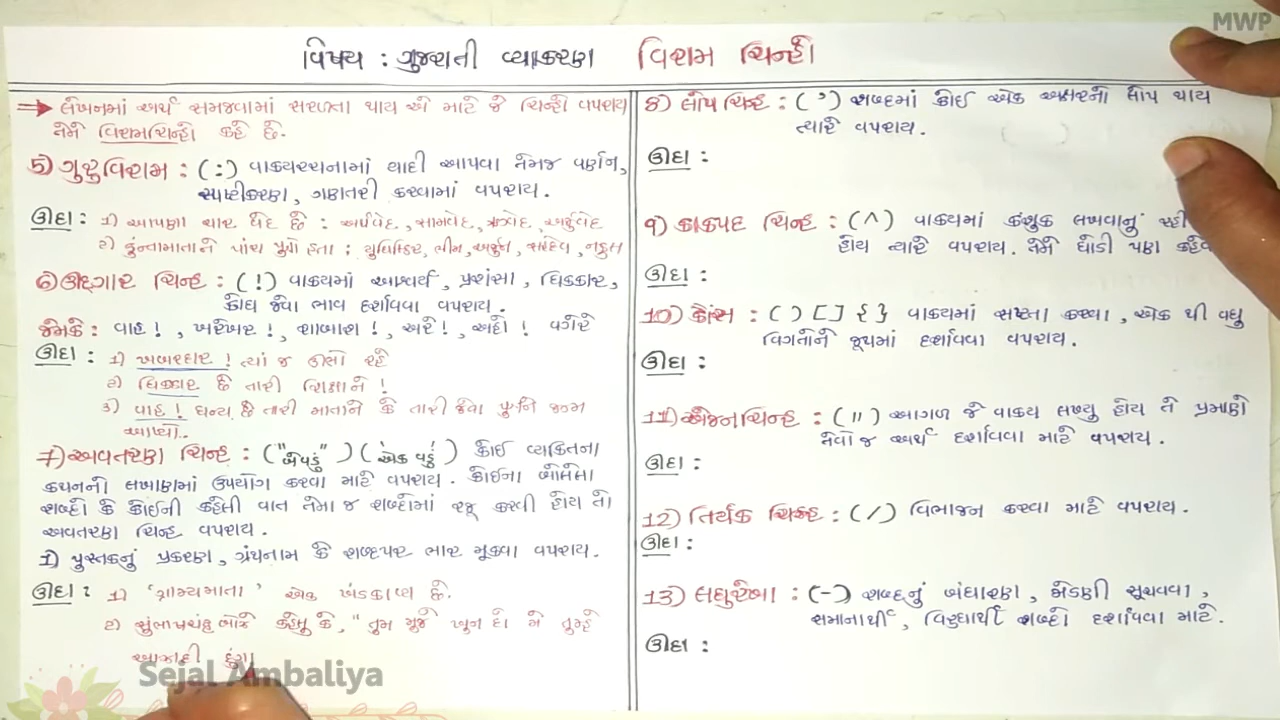 MWP
વિષય : ગુજરાતી વ્યાકરણ વિરામ ચિન્હો
→ લેખનમાં અર્થ સમજવામાં સરળતા થાય એ માટે જે ચિન્હો વપરાય
તેને વિરામચિન્હો કહે છે.
5) ગુરુવિરામ : (:) વાક્યરચનામાં યાદી આપવા તેમજ વર્ણન,
સ્પષ્ટીકરણ, ગણતરી કરવામાં વપરાય.
ઉદા : 1) આપણા ચાર વેદ છે : અર્થવેદ, સામવેદ, ઋગ્વેદ, યજુર્વેદ
2) કુંતામાતાને પાંચ પુત્રો હતા : યુધિષ્ઠિર, ભીમ, અર્જુન, સહદેવ, નકુલ
6) ઉદ્ગાર ચિન્હ : (!) વાક્યમાં આશ્ચર્ય, પ્રશંસા, ધિક્કાર,
ક્રોધ જેવા ભાવ દર્શાવવા વપરાય.
જેમકે : વાહ!, ખરેખર!, શાબાશ!, અરે!, અહો! વગેરે
ઉદા : 1) ખબરદાર! ત્યાં જ ઊભો રહે
2) ધિક્કાર છે તારી શિક્ષાને!
3) વાહ! ધન્ય છે તારી માતાને કે તારી જેવા પુત્રને જન્મ
આપ્યો.
7) અવતરણ ચિન્હ : ("બેવડું") ('એક વડું') કોઈ વ્યક્તિના
કથનનો લખાણમાં ઉપયોગ કરવા માટે વપરાય. કોઈના બોલેલા
શબ્દો કે કોઈની કહેલી વાત તેમા જ શબ્દોમાં રજૂ કરવી હોય તો
અવતરણ ચિન્હ વપરાય.
1) પુસ્તકનું પ્રકરણ, ગ્રંથનામ કે શબ્દપર ભાર મૂકવા વપરાય.
ઉદા : 1) 'ગ્રામ્યમાતા' એક ખંડકાવ્ય છે.
2) સુભાષચંદ્ર બોઝે કહેલુ કે, "તુમ મુજે ખુન દો મે તુમ્હે
આઝાદી દુંગા
8) લોપ ચિન્હ : (') શબ્દમાં કોઈ એક અક્ષરનો લોપ થાય
ત્યારે વપરાય.
ઉદા :
9) કાકપદ ચિન્હ : (^) વાક્યમાં કંશુક લખવાનું રહી
હોય ત્યારે વપરાય. તેને ઘોડી પણ કહેવ
ઉદા :
10) કૌંસ : ( ) [ ] { } વાક્યમાં સ્પષ્ટતા કરવા, એક થી વધુ
વિગતોને જૂથમાં દર્શાવવા વપરાય.
ઉદા :
11) એજનચિન્હ : (") આગળ જે વાક્ય લખ્યુ હોય તે પ્રમાણે
તેવો જ અર્થ દર્શાવવા માટે વપરાય.
ઉદા :
12) તિર્યક ચિન્હ : (/) વિભાજન કરવા માટે વપરાય.
ઉદા :
13) લઘુરેખા : (-) શબ્દનું બંધારણ, જોડણી સૂચવવા,
સમાનાર્થી, વિરુધાર્થી શબ્દો દર્શાવવા માટે.
ઉદા :
Sejal Ambaliya